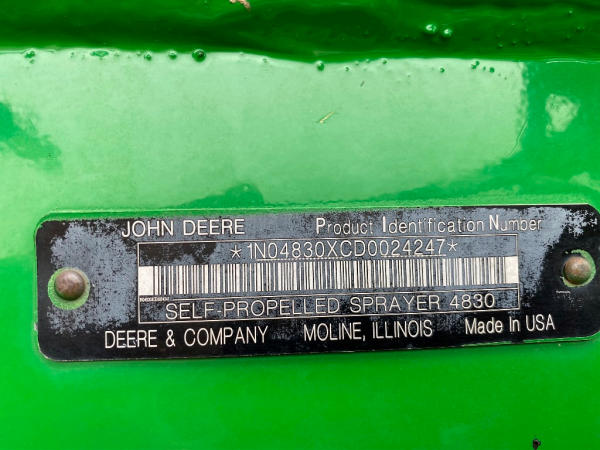 JOHN DEERE Product Identification Number
*1N04830XCD0024247*
SELF-PROPELLED SPRAYER 4830
DEERE & COMPANY MOLINE, ILLINOIS Made In USA